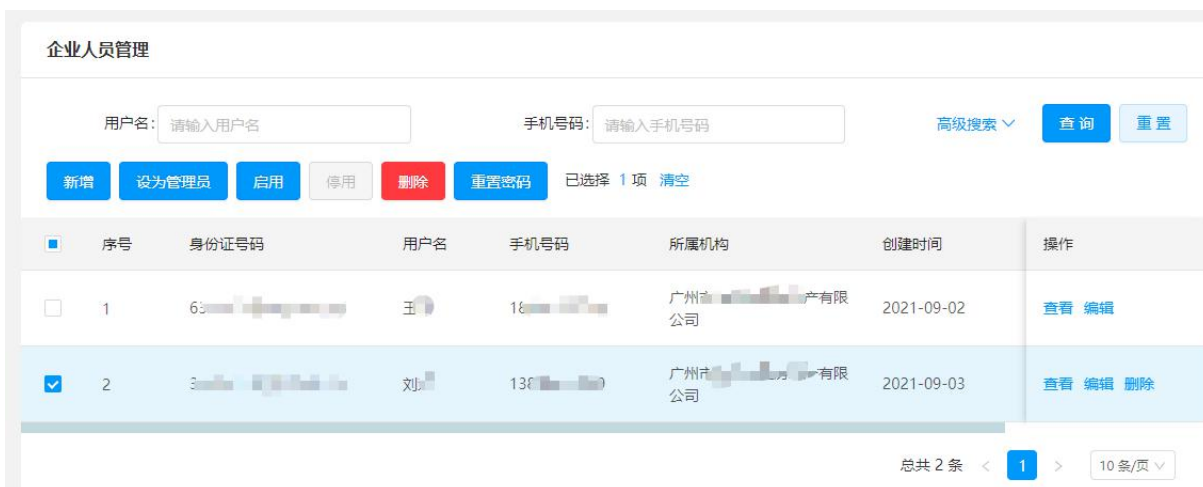 企业人员管理
用户名: 请输入用户名 手机号码: 请输入手机号码 高级搜索 查询 重置
新增 设为管理员 启用 停用 删除 重置密码 已选择 1 项 清空
序号 身份证号码 用户名 手机号码 所属机构 创建时间 操作
1 王 广州 产有限 2021-09-02 查看 编辑
公司
2 刘 138 广州市 有限 2021-09-03 查看 编辑 删除
公司
总共 2 条 < 1 > 10 条/页